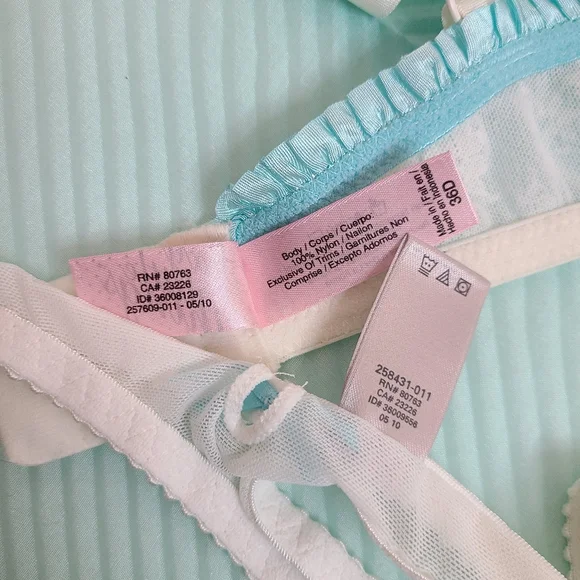 RN# 80763
CA# 23226
ID# 36008129
257609-011 - 05/10
Body / Corps / Cuerpo:
100% Nylon / Nailon
Exclusive Of Trims / Garnitures Non
Comprise / Excepto Adornos
Made in / Fait en /
Hecho en Indonesia
36D
258431-011
RN# 80763
CA# 23226
ID# 36009556
05 10